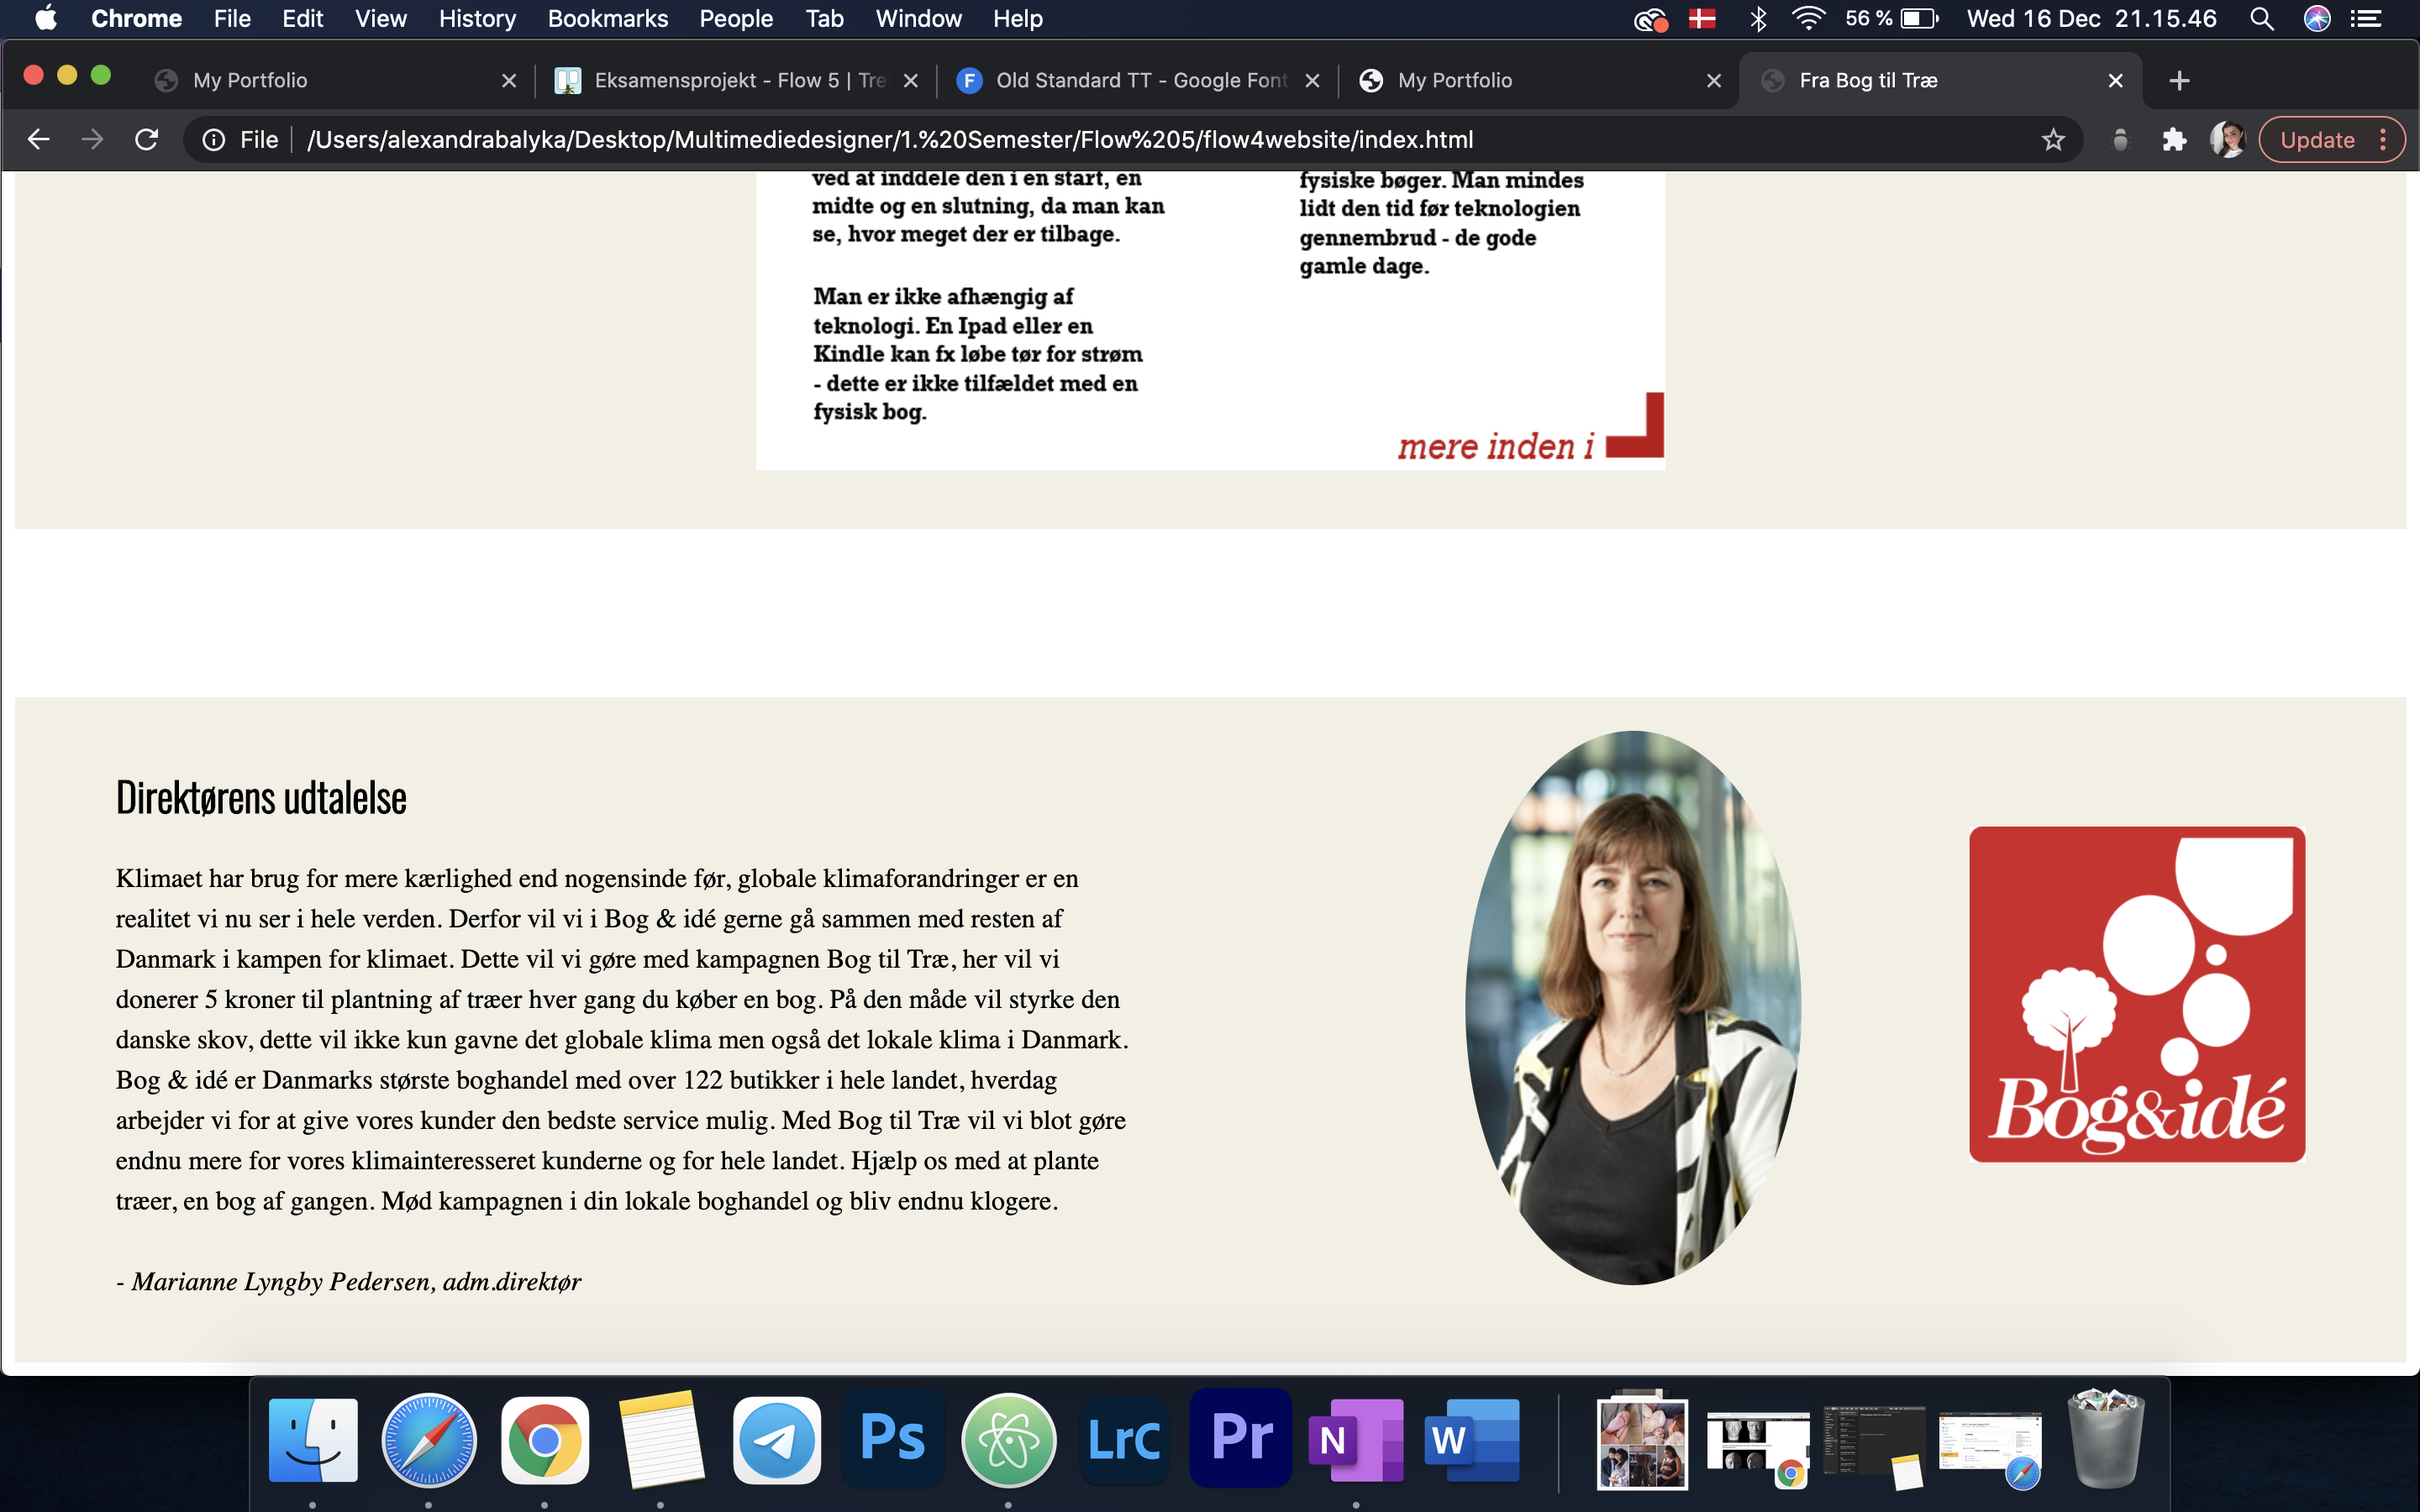 Chrome File Edit View History Bookmarks People Tab Window Help
56 % Wed 16 Dec 21.15.46
My Portfolio
Eksamensprojekt - Flow 5 | Tre
F Old Standard TT - Google Font
My Portfolio
Fra Bog til Træ
File /Users/alexandrabalyka/Desktop/Multimediedesigner/1.%20Semester/Flow%205/flow4website/index.html
Update
ved at inddele den i en start, en
midte og en slutning, da man kan
se, hvor meget der er tilbage.
Man er ikke afhængig af
teknologi. En Ipad eller en
Kindle kan fx løbe tør for strøm
- dette er ikke tilfældet med en
fysisk bog.
fysiske bøger. Man mindes
lidt den tid før teknologien
gennembrud - de gode
gamle dage.
mere inden i
Direktørens udtalelse
Klimaet har brug for mere kærlighed end nogensinde før, globale klimaforandringer er en
realitet vi nu ser i hele verden. Derfor vil vi i Bog & idé gerne gå sammen med resten af
Danmark i kampen for klimaet. Dette vil vi gøre med kampagnen Bog til Træ, her vil vi
donerer 5 kroner til plantning af træer hver gang du køber en bog. På den måde vil styrke den
danske skov, dette vil ikke kun gavne det globale klima men også det lokale klima i Danmark.
Bog & idé er Danmarks største boghandel med over 122 butikker i hele landet, hverdag
arbejder vi for at give vores kunder den bedste service mulig. Med Bog til Træ vil vi blot gøre
endnu mere for vores klimainteresseret kunderne og for hele landet. Hjælp os med at plante
træer, en bog af gangen. Mød kampagnen i din lokale boghandel og bliv endnu klogere.
- Marianne Lyngby Pedersen, adm.direktør
Bog&idé
Ps
LrC
Pr
N
W